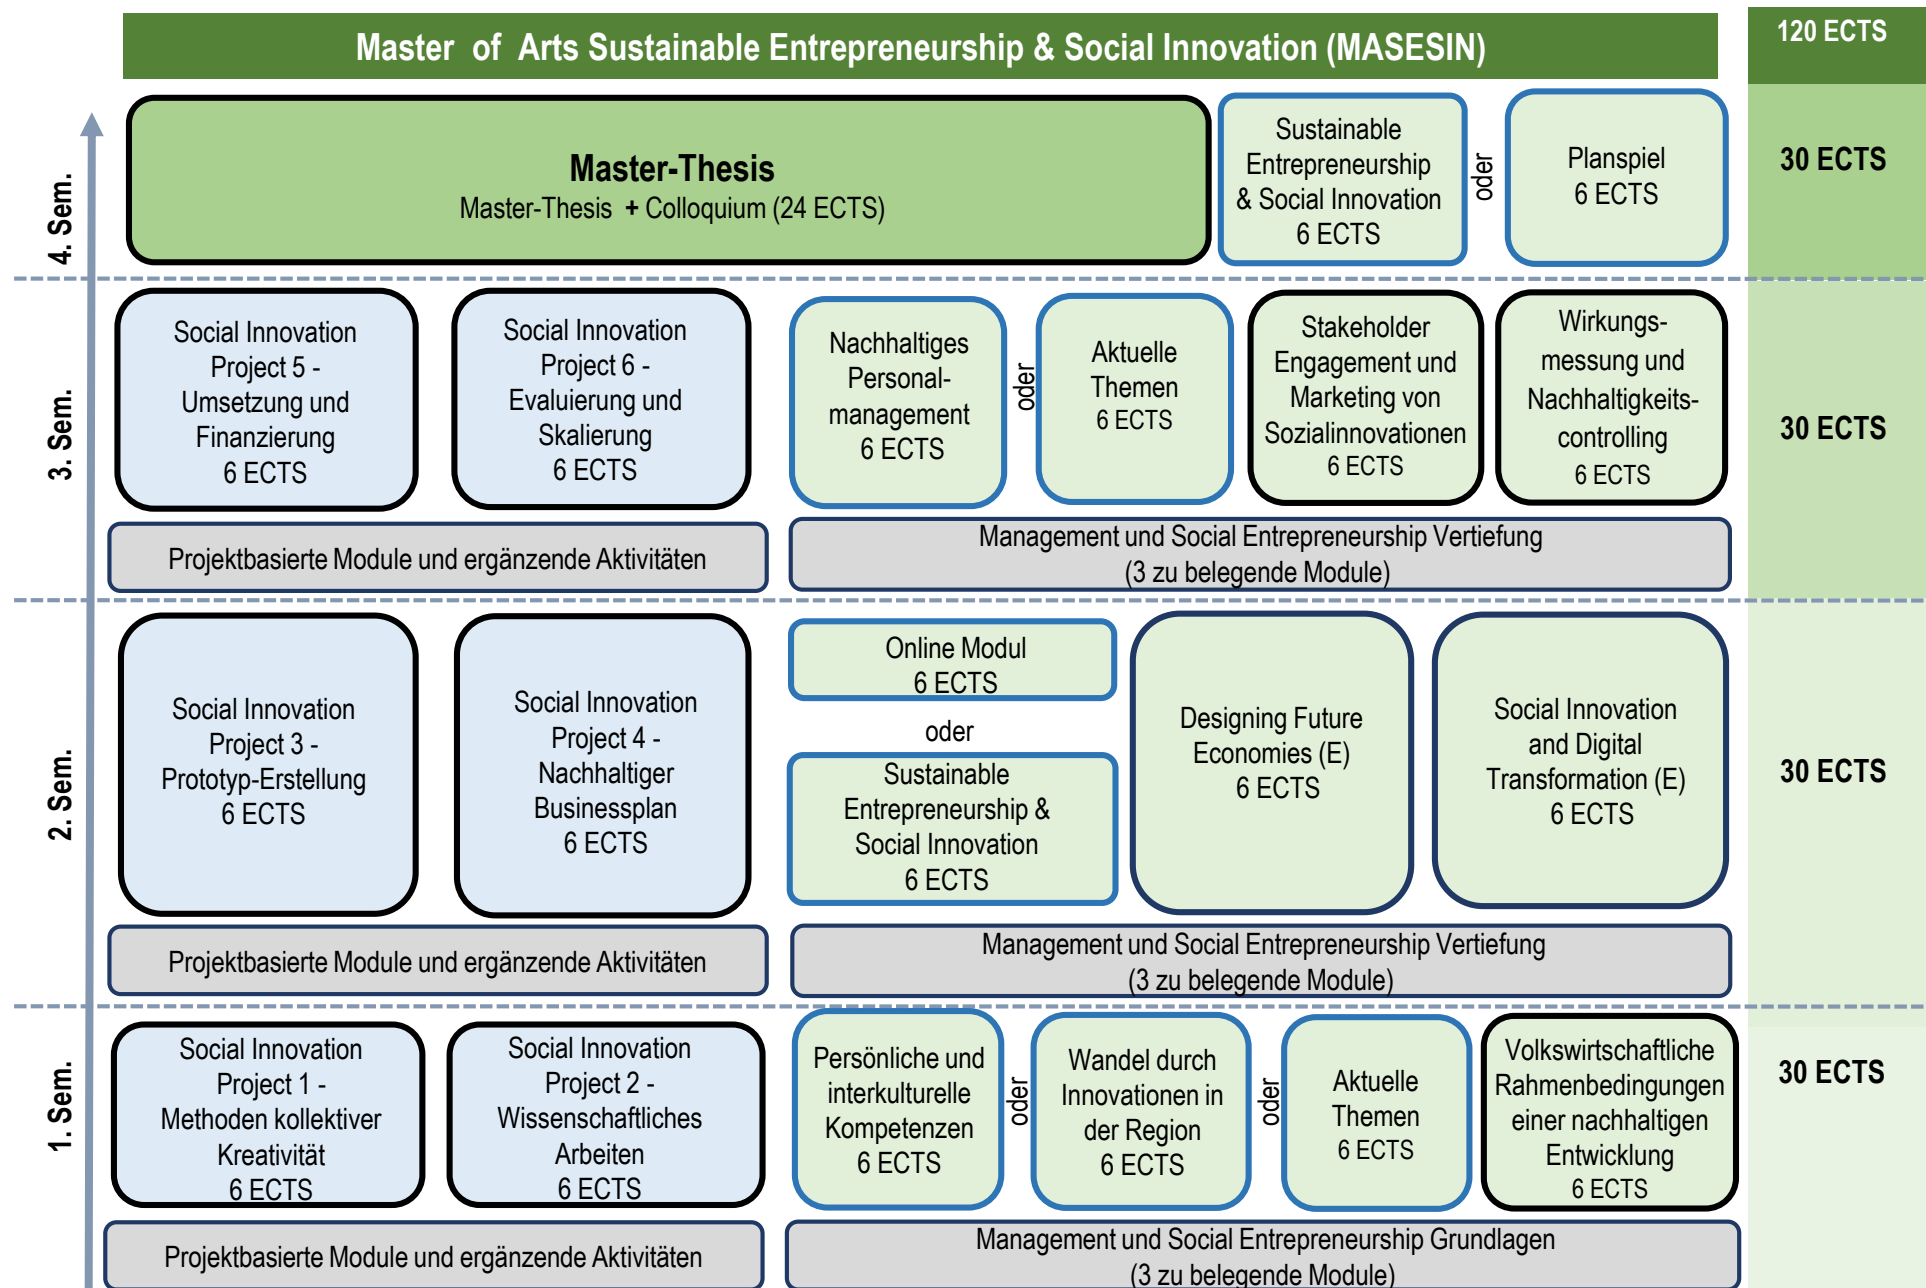 Master of Arts Sustainable Entrepreneurship & Social Innovation (MASESIN)
120 ECTS
4. Sem.
Master-Thesis
Master-Thesis + Colloquium (24 ECTS)
Sustainable
Entrepreneurship
& Social Innovation
6 ECTS
oder
Planspiel
6 ECTS
30 ECTS
3. Sem.
Social Innovation
Project 5 -
Umsetzung und
Finanzierung
6 ECTS
Social Innovation
Project 6 -
Evaluierung und
Skalierung
6 ECTS
Nachhaltiges
Personal-
management
6 ECTS
oder
Aktuelle
Themen
6 ECTS
Stakeholder
Engagement und
Marketing von
Sozialinnovationen
6 ECTS
Wirkungs-
messung und
Nachhaltigkeits-
controlling
6 ECTS
30 ECTS
Projektbasierte Module und ergänzende Aktivitäten
Management und Social Entrepreneurship Vertiefung
(3 zu belegende Module)
2. Sem.
Social Innovation
Project 3 -
Prototyp-Erstellung
6 ECTS
Social Innovation
Project 4 -
Nachhaltiger
Businessplan
6 ECTS
Online Modul
6 ECTS
oder
Sustainable
Entrepreneurship &
Social Innovation
6 ECTS
Designing Future
Economies (E)
6 ECTS
Social Innovation
and Digital
Transformation (E)
6 ECTS
30 ECTS
Projektbasierte Module und ergänzende Aktivitäten
Management und Social Entrepreneurship Vertiefung
(3 zu belegende Module)
1. Sem.
Social Innovation
Project 1 -
Methoden kollektiver
Kreativität
6 ECTS
Social Innovation
Project 2 -
Wissenschaftliches
Arbeiten
6 ECTS
Persönliche und
interkulturelle
Kompetenzen
6 ECTS
oder
Wandel durch
Innovationen in
der Region
6 ECTS
oder
Aktuelle
Themen
6 ECTS
Volkswirtschaftliche
Rahmenbedingungen
einer nachhaltigen
Entwicklung
6 ECTS
30 ECTS
Projektbasierte Module und ergänzende Aktivitäten
Management und Social Entrepreneurship Grundlagen
(3 zu belegende Module)